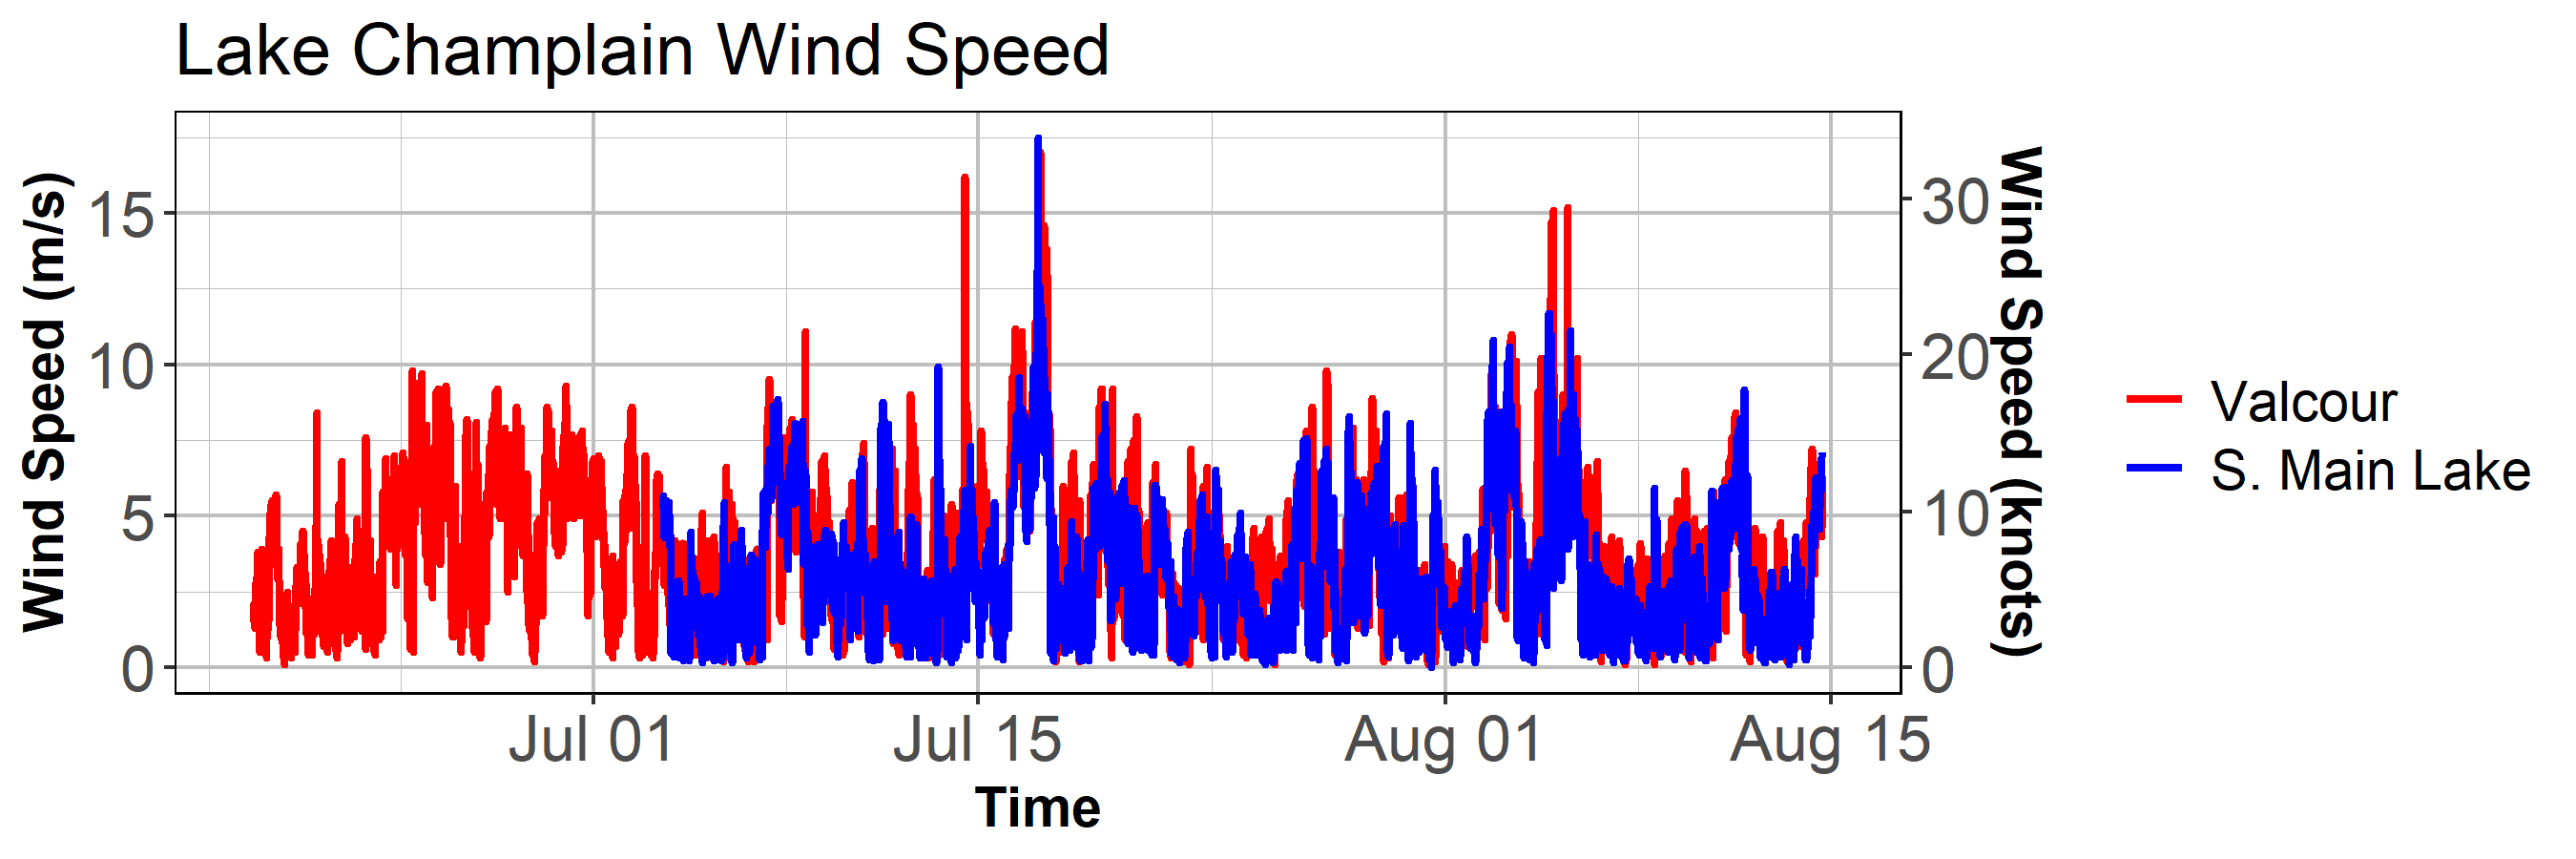 Lake Champlain Wind Speed
Wind Speed (m/s)
15
10
5
0
30
20
10
0
Wind Speed (knots)
Jul 01
Jul 15
Aug 01
Aug 15
Time
Valcour
S. Main Lake